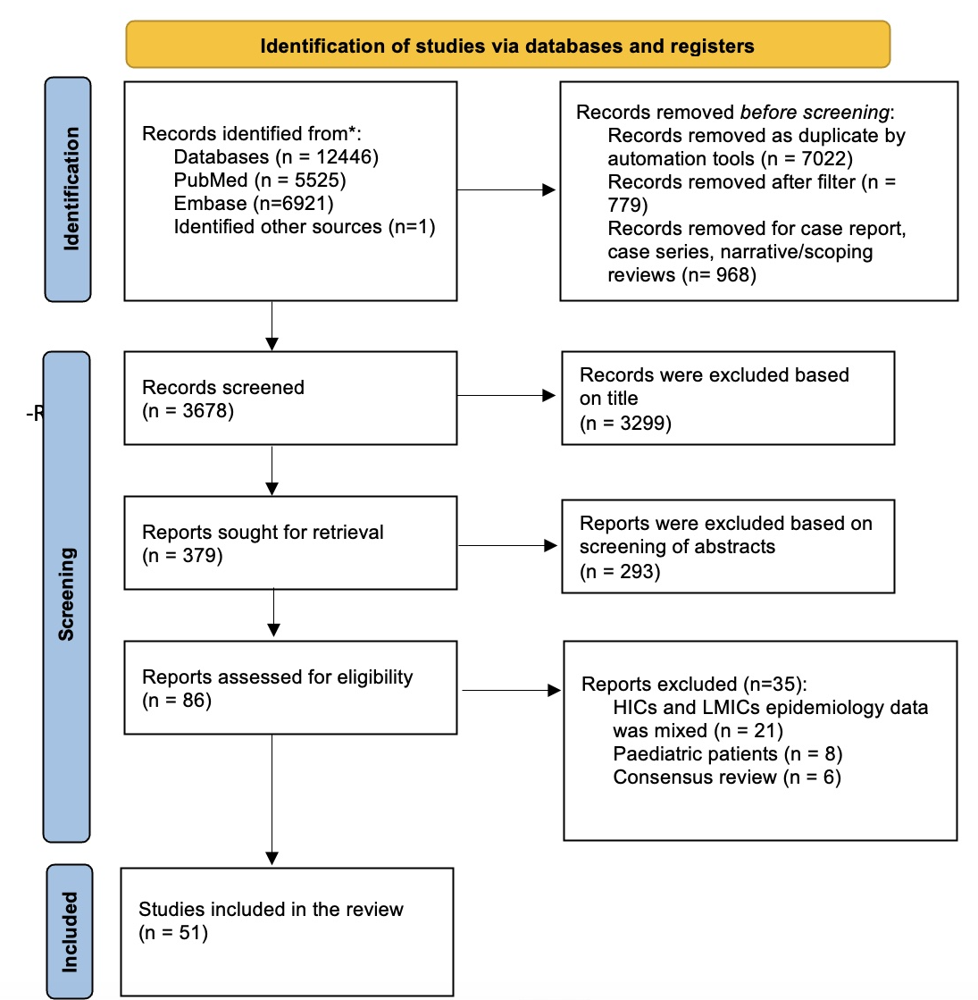 Identification of studies via databases and registers
Identification
Records identified from*:
Databases (n = 12446)
PubMed (n = 5525)
Embase (n=6921)
Identified other sources (n=1)
Records removed before screening:
Records removed as duplicate by
automation tools (n = 7022)
Records removed after filter (n =
779)
Records removed for case report,
case series, narrative/scoping
reviews (n= 968)
Screening
-R
Records screened
(n = 3678)
Records were excluded based
on title
(n = 3299)
Reports sought for retrieval
(n = 379)
Reports were excluded based on
screening of abstracts
(n = 293)
Reports assessed for eligibility
(n = 86)
Reports excluded (n=35):
HICs and LMICs epidemiology data
was mixed (n = 21)
Paediatric patients (n = 8)
Consensus review (n = 6)
Included
Studies included in the review
(n = 51)